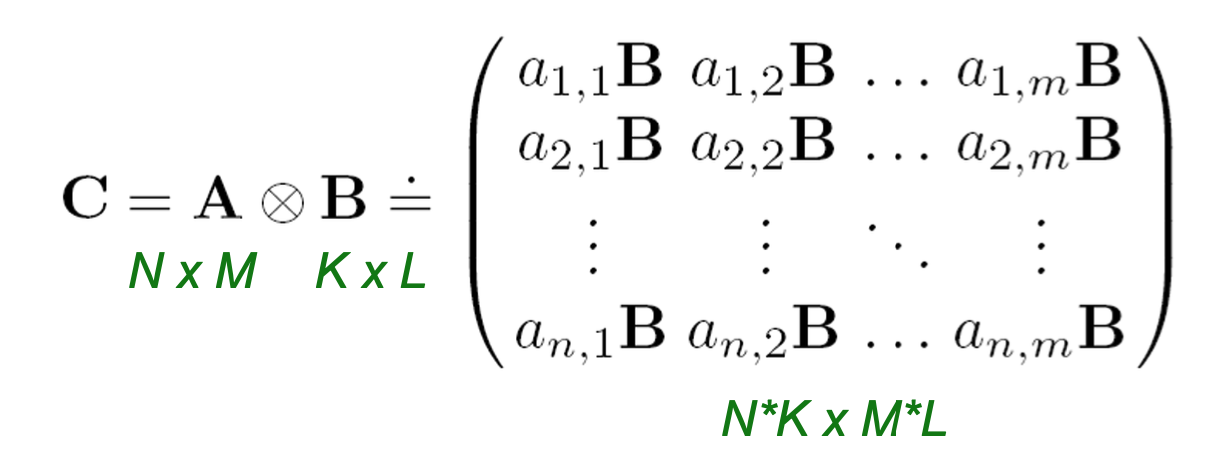 a₁,₁B a₁,₂B … a₁,ₘB
a₂,₁B a₂,₂B … a₂,ₘB
C = A ⊗ B ≐
⋮ ⋮ ⋱ ⋮
N x M K x L
aₙ,₁B aₙ,₂B … aₙ,ₘB
N*K x M*L